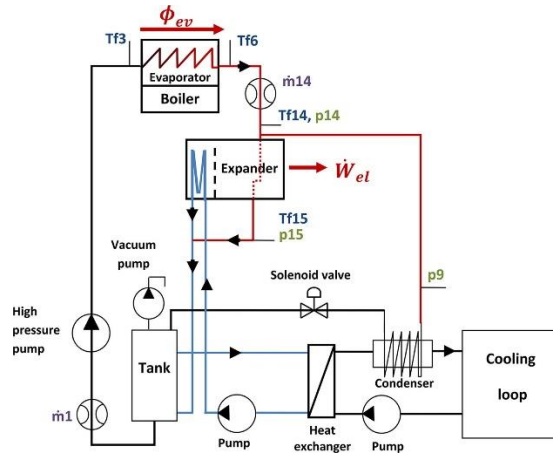 ϕev
Tf3
Tf6
Evaporator
Boiler
ṁ14
Tf14, p14
Expander
Ẇel
Tf15
p15
Vacuum
pump
Solenoid valve
p9
High
pressure
pump
Tank
Condenser
Cooling
loop
ṁ1
Pump
Heat
exchanger
Pump